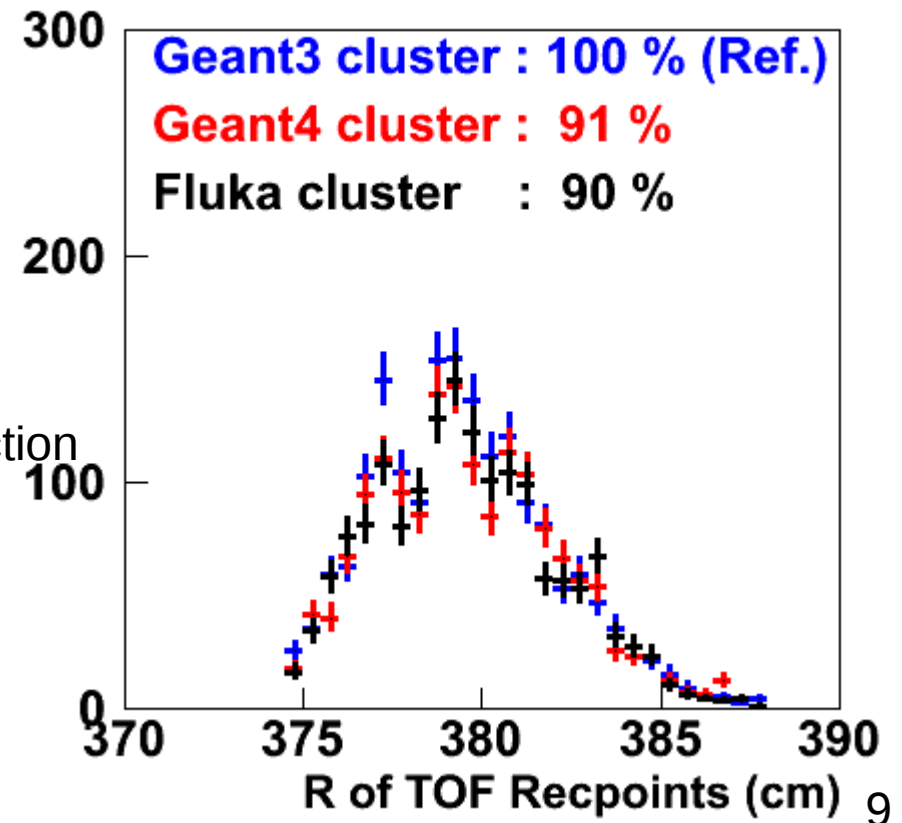 300
Geant3 cluster : 100 % (Ref.)
Geant4 cluster : 91 %
Fluka cluster : 90 %
200
ction
100
0
370 375 380 385 390
R of TOF Recpoints (cm)
9